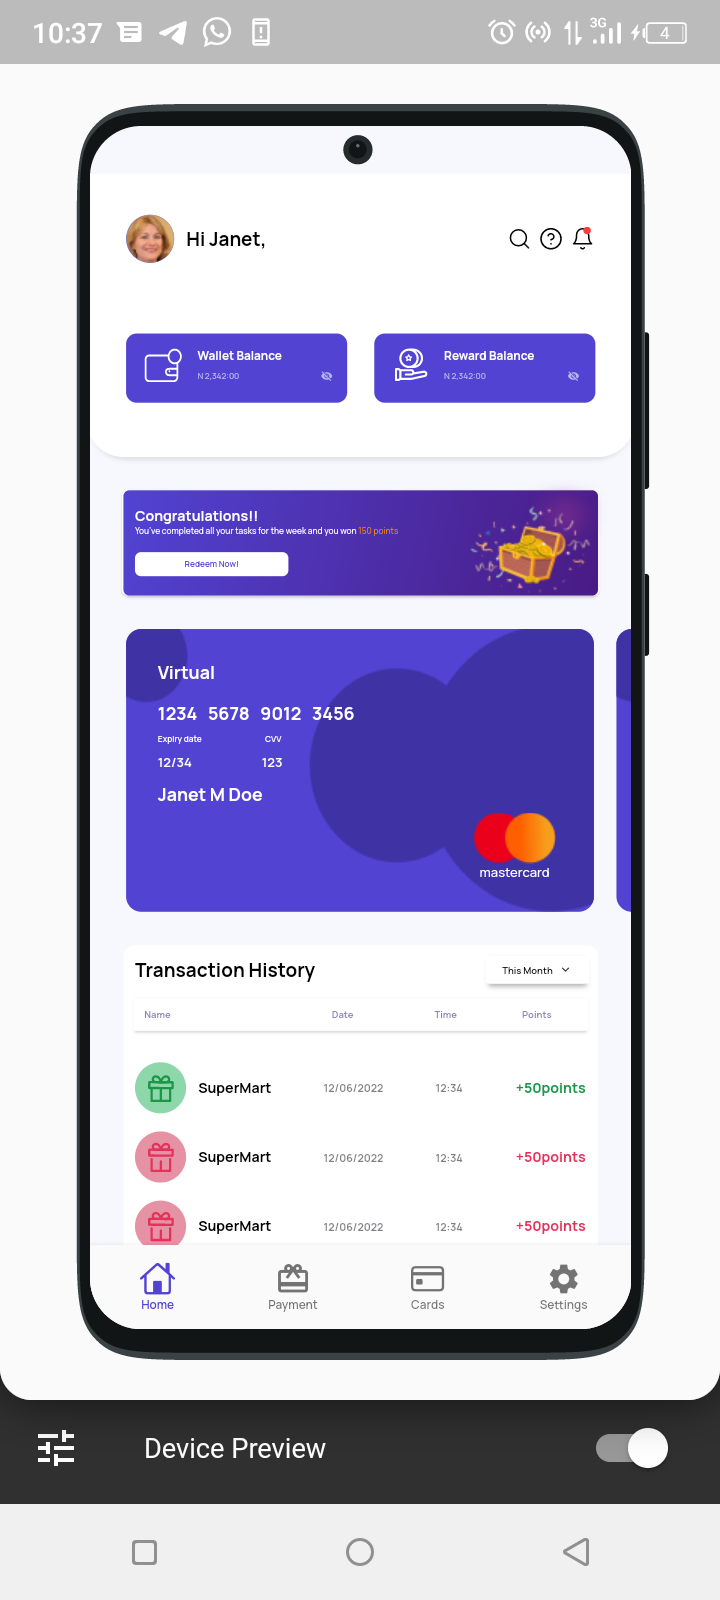 10:37 3G 4
Hi Janet,
Wallet Balance Reward Balance
N 2,342:00 N 2,342:00
Congratulations!!
You've completed all your tasks for the week and you won 150 points
Redeem Now!
Virtual
1234 5678 9012 3456
Expiry date CVV
12/34 123
Janet M Doe
mastercard
Transaction History This Month
Name Date Time Points
SuperMart 12/06/2022 12:34 +50points
SuperMart 12/06/2022 12:34 +50points
SuperMart 12/06/2022 12:34 +50points
Home Payment Cards Settings
Device Preview